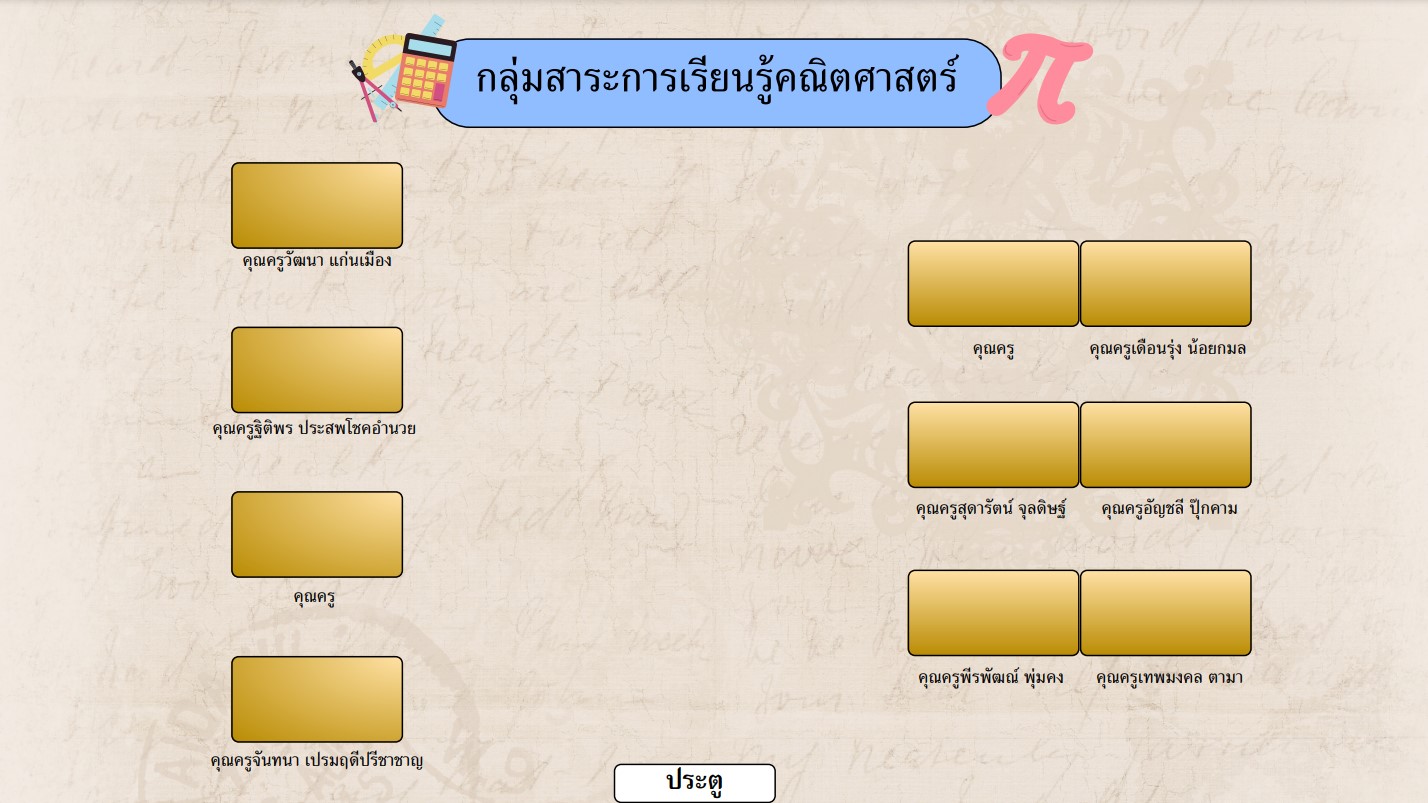 กลุ่มสาระการเรียนรู้คณิตศาสตร์
คุณครูวัฒนา แก่นเมือง
คุณครู คุณครูเดือนรุ่ง น้อยกมล
คุณครูฐิติพร ประสพโชคอำนวย
คุณครูสุดารัตน์ จุลดิษฐ์ คุณครูอัญชลี ปุ๊กคาม
คุณครู
คุณครูพีรพัฒณ์ พุ่มคง คุณครูเทพมงคล ตามา
คุณครูจันทนา เปรมฤดีปรีชาชาญ
ประตู